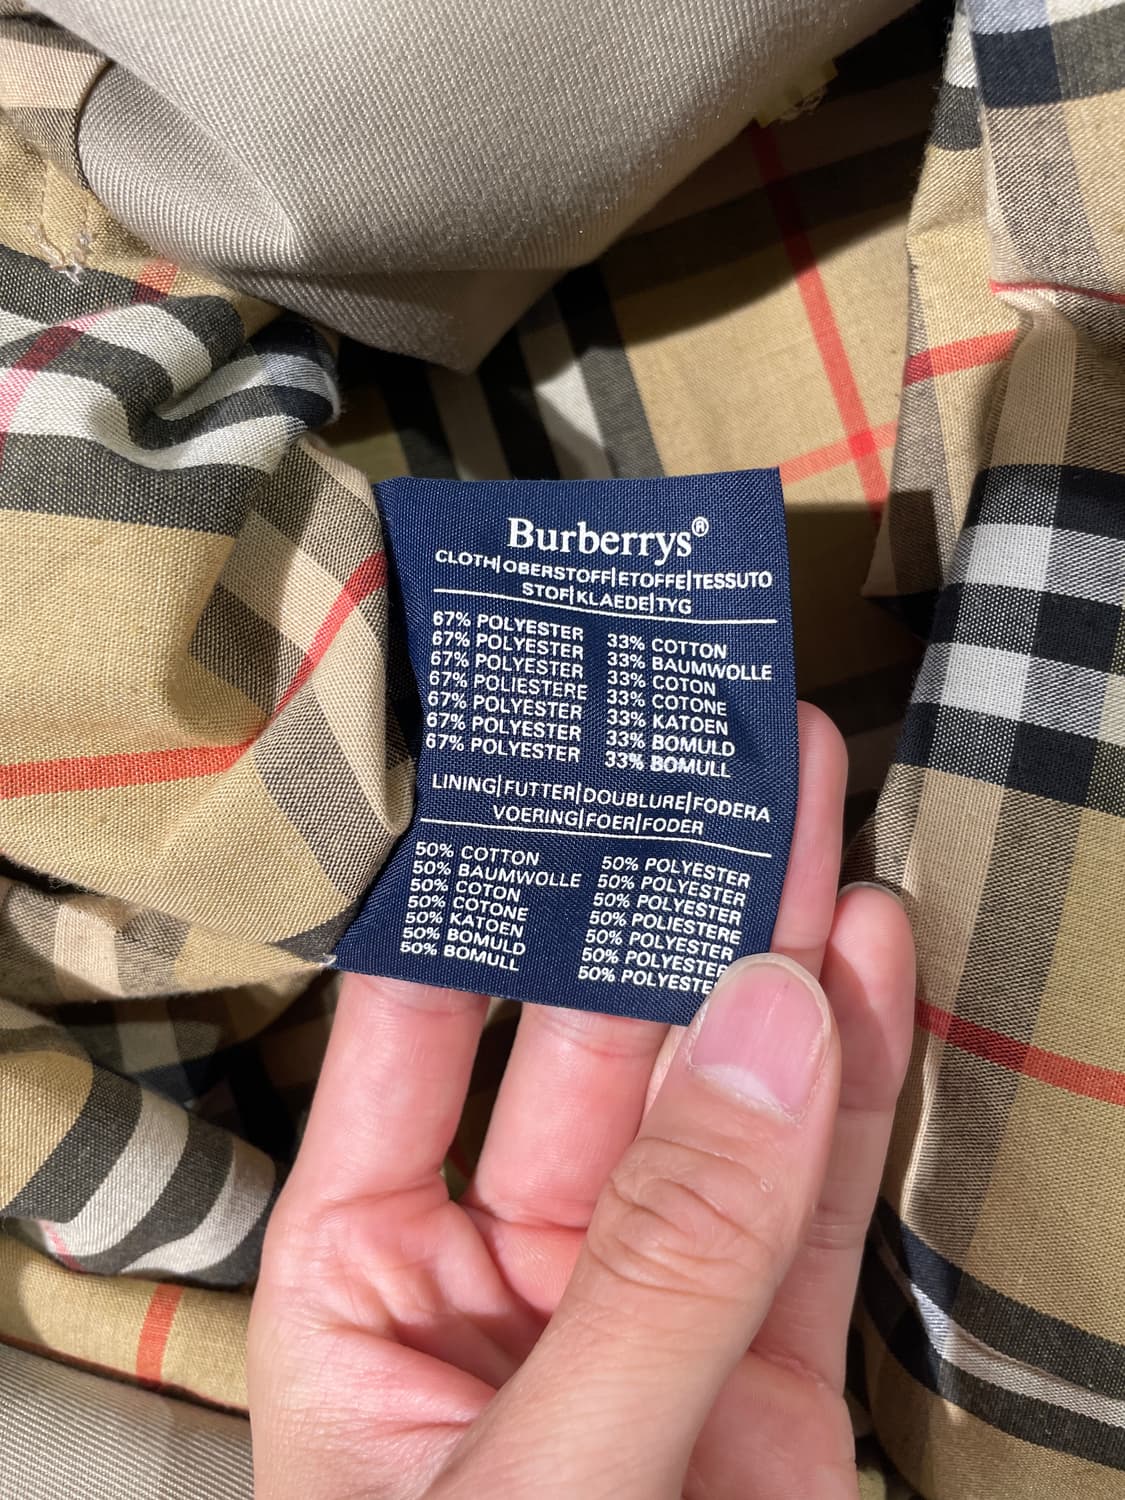 Burberrys®
CLOTH|OBERSTOFF|ETOFFE|TESSUTO
STOF|KLAEDE|TYG
67% POLYESTER 33% COTTON
67% POLYESTER 33% BAUMWOLLE
67% POLYESTER 33% COTON
67% POLIESTERE 33% COTONE
67% POLYESTER 33% KATOEN
67% POLYESTER 33% BOMULD
67% POLYESTER 33% BOMULL
LINING|FUTTER|DOUBLURE|FODERA
VOERING|FOER|FODER
50% COTTON 50% POLYESTER
50% BAUMWOLLE 50% POLYESTER
50% COTON 50% POLYESTER
50% COTONE 50% POLIESTERE
50% KATOEN 50% POLYESTER
50% BOMULD 50% POLYESTER
50% BOMULL 50% POLYESTE